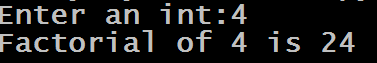 Enter an int:4
Factorial of 4 is 24